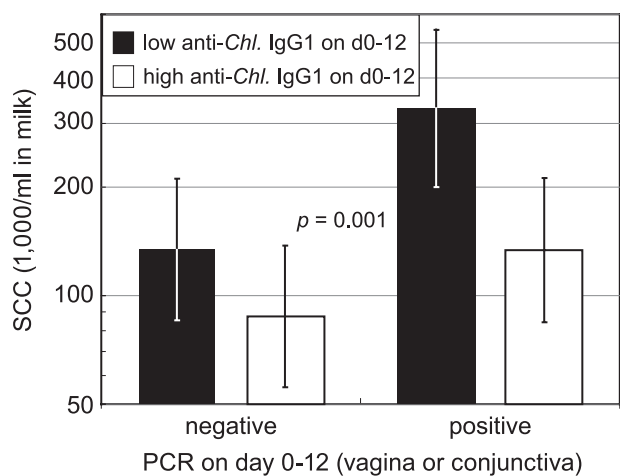 low anti-Chl. IgG1 on d0-12
high anti-Chl. IgG1 on d0-12
SCC (1,000/ml in milk)
500
400
300
200
100
50
p = 0.001
negative
positive
PCR on day 0-12 (vagina or conjunctiva)